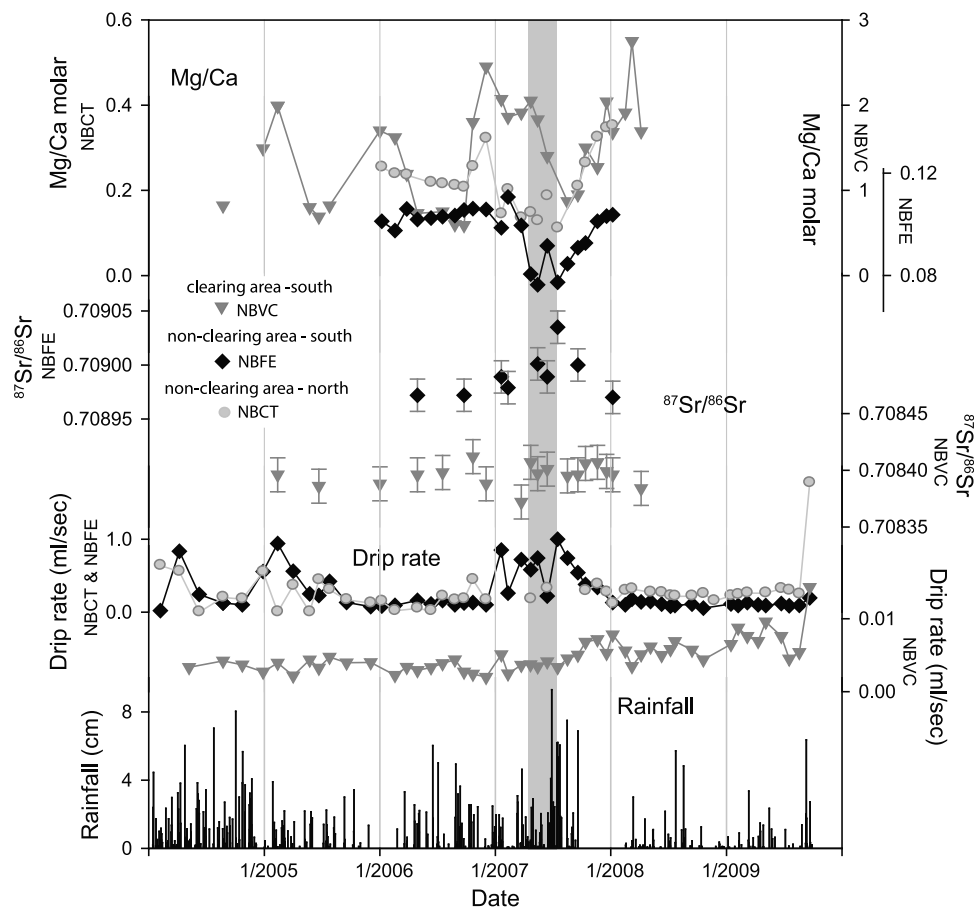 0.6
3
Mg/Ca
Mg/Ca molar
NBCT
0.4
0.2
0.0
2
1
0
Mg/Ca molar
NBVC
0.12
0.08
NBFE
clearing area -south
NBVC
non-clearing area - south
NBFE
non-clearing area - north
NBCT
0.70905
0.70900
0.70895
87Sr/86Sr
NBFE
87Sr/86Sr
0.70845
0.70840
0.70835
87Sr/86Sr
NBVC
Drip rate
1.0
0.0
Drip rate (ml/sec)
NBCT & NBFE
0.01
0.00
Drip rate (ml/sec)
NBVC
Rainfall
8
4
0
Rainfall (cm)
1/2005
1/2006
1/2007
1/2008
1/2009
Date